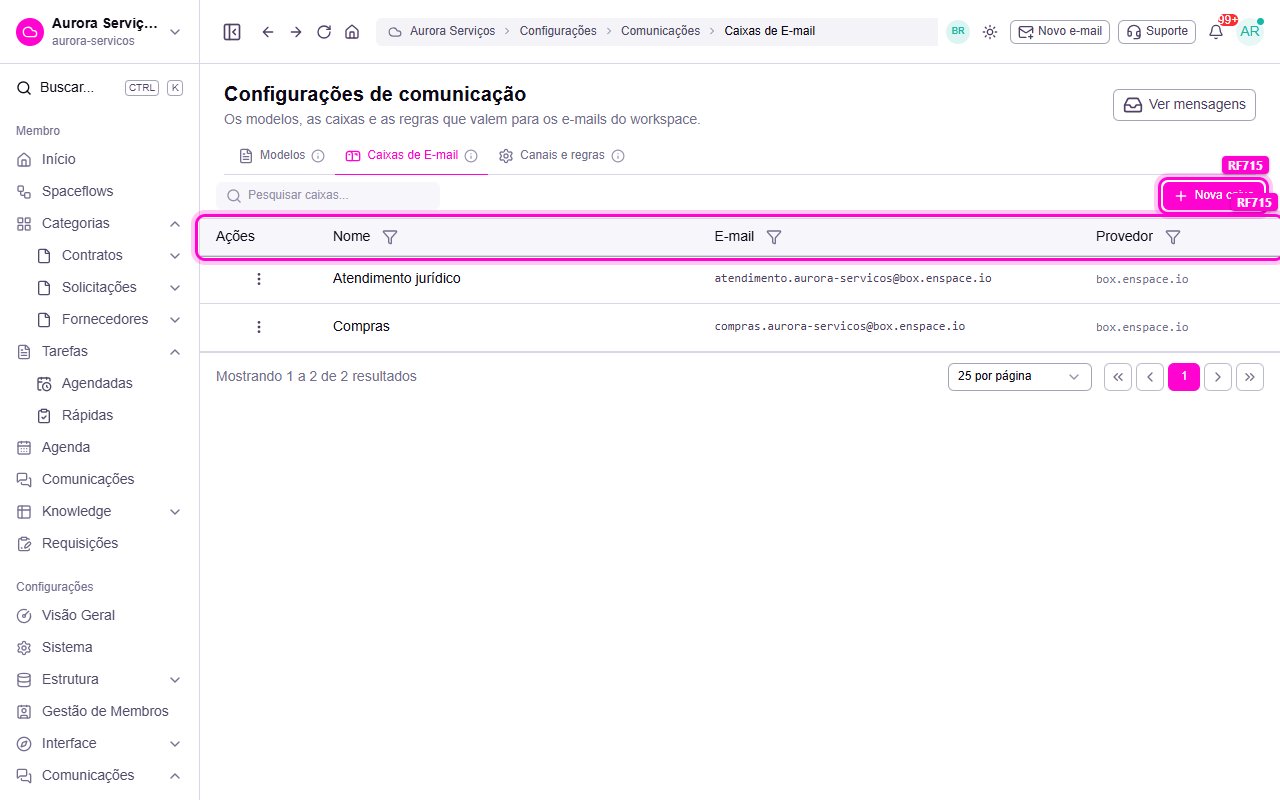 Aurora Serviç...
aurora-servicos
Buscar...
CTRL K
Membro
Início
Spaceflows
Categorias
Contratos
Solicitações
Fornecedores
Tarefas
Agendadas
Rápidas
Agenda
Comunicações
Knowledge
Requisições
Configurações
Visão Geral
Sistema
Estrutura
Gestão de Membros
Interface
Comunicações
Aurora Serviços > Configurações > Comunicações > Caixas de E-mail
BR
Novo e-mail
Suporte
99+
AR
Configurações de comunicação
Os modelos, as caixas e as regras que valem para os e-mails do workspace.
Ver mensagens
Modelos
Caixas de E-mail
Canais e regras
RF715
Pesquisar caixas...
Nova
RF715
Ações Nome E-mail Provedor
Atendimento jurídico atendimento.aurora-servicos@box.enspace.io box.enspace.io
Compras compras.aurora-servicos@box.enspace.io box.enspace.io
Mostrando 1 a 2 de 2 resultados
25 por página
1